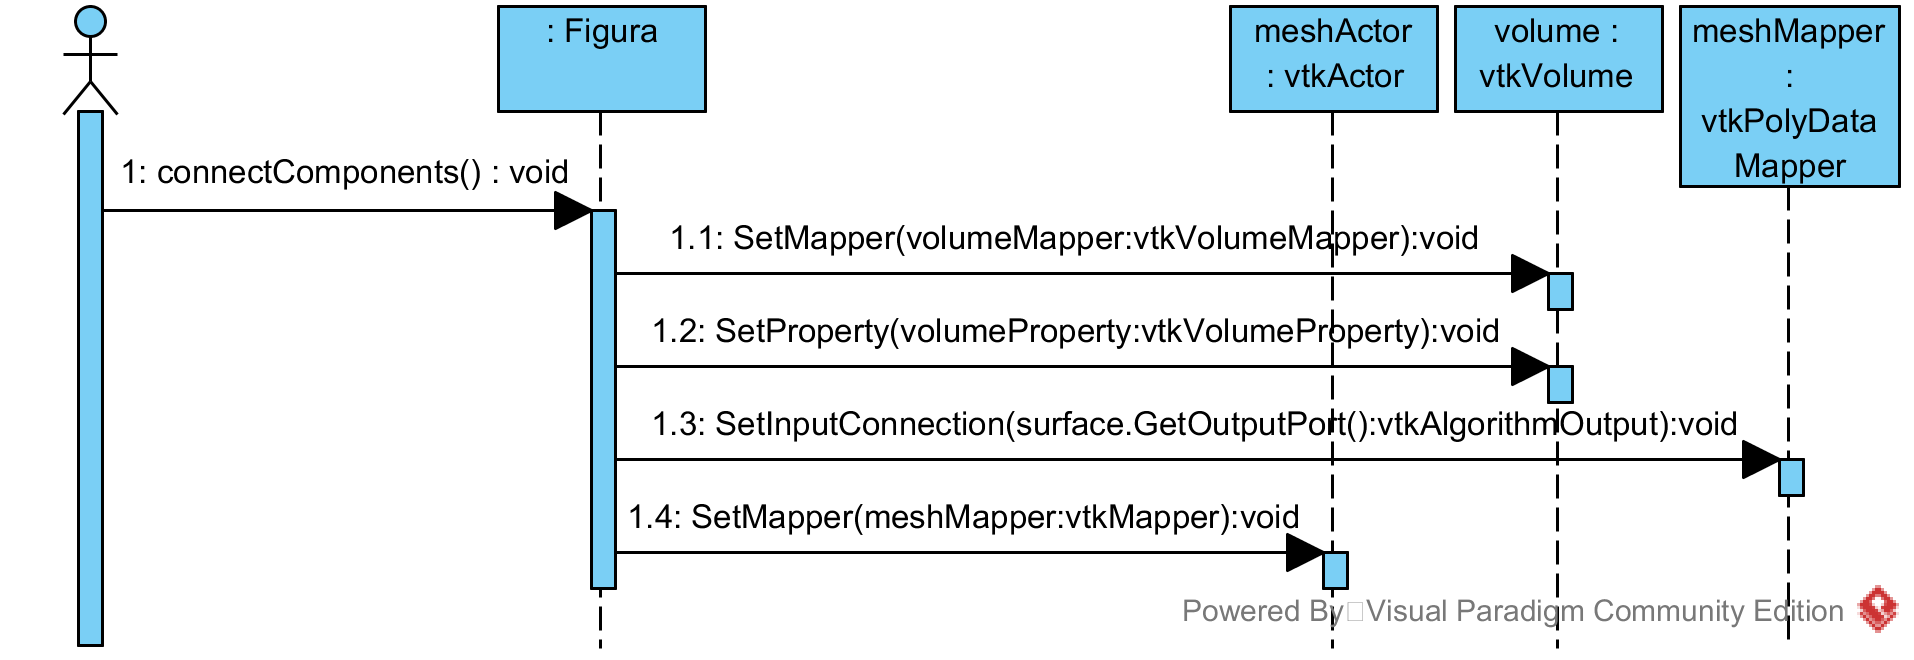 : Figura
meshActor
: vtkActor
volume :
vtkVolume
meshMapper
:
vtkPolyData
Mapper
1: connectComponents() : void
1.1: SetMapper(volumeMapper:vtkVolumeMapper):void
1.2: SetProperty(volumeProperty:vtkVolumeProperty):void
1.3: SetInputConnection(surface.GetOutputPort():vtkAlgorithmOutput):void
1.4: SetMapper(meshMapper:vtkMapper):void
Powered By Visual Paradigm Community Edition